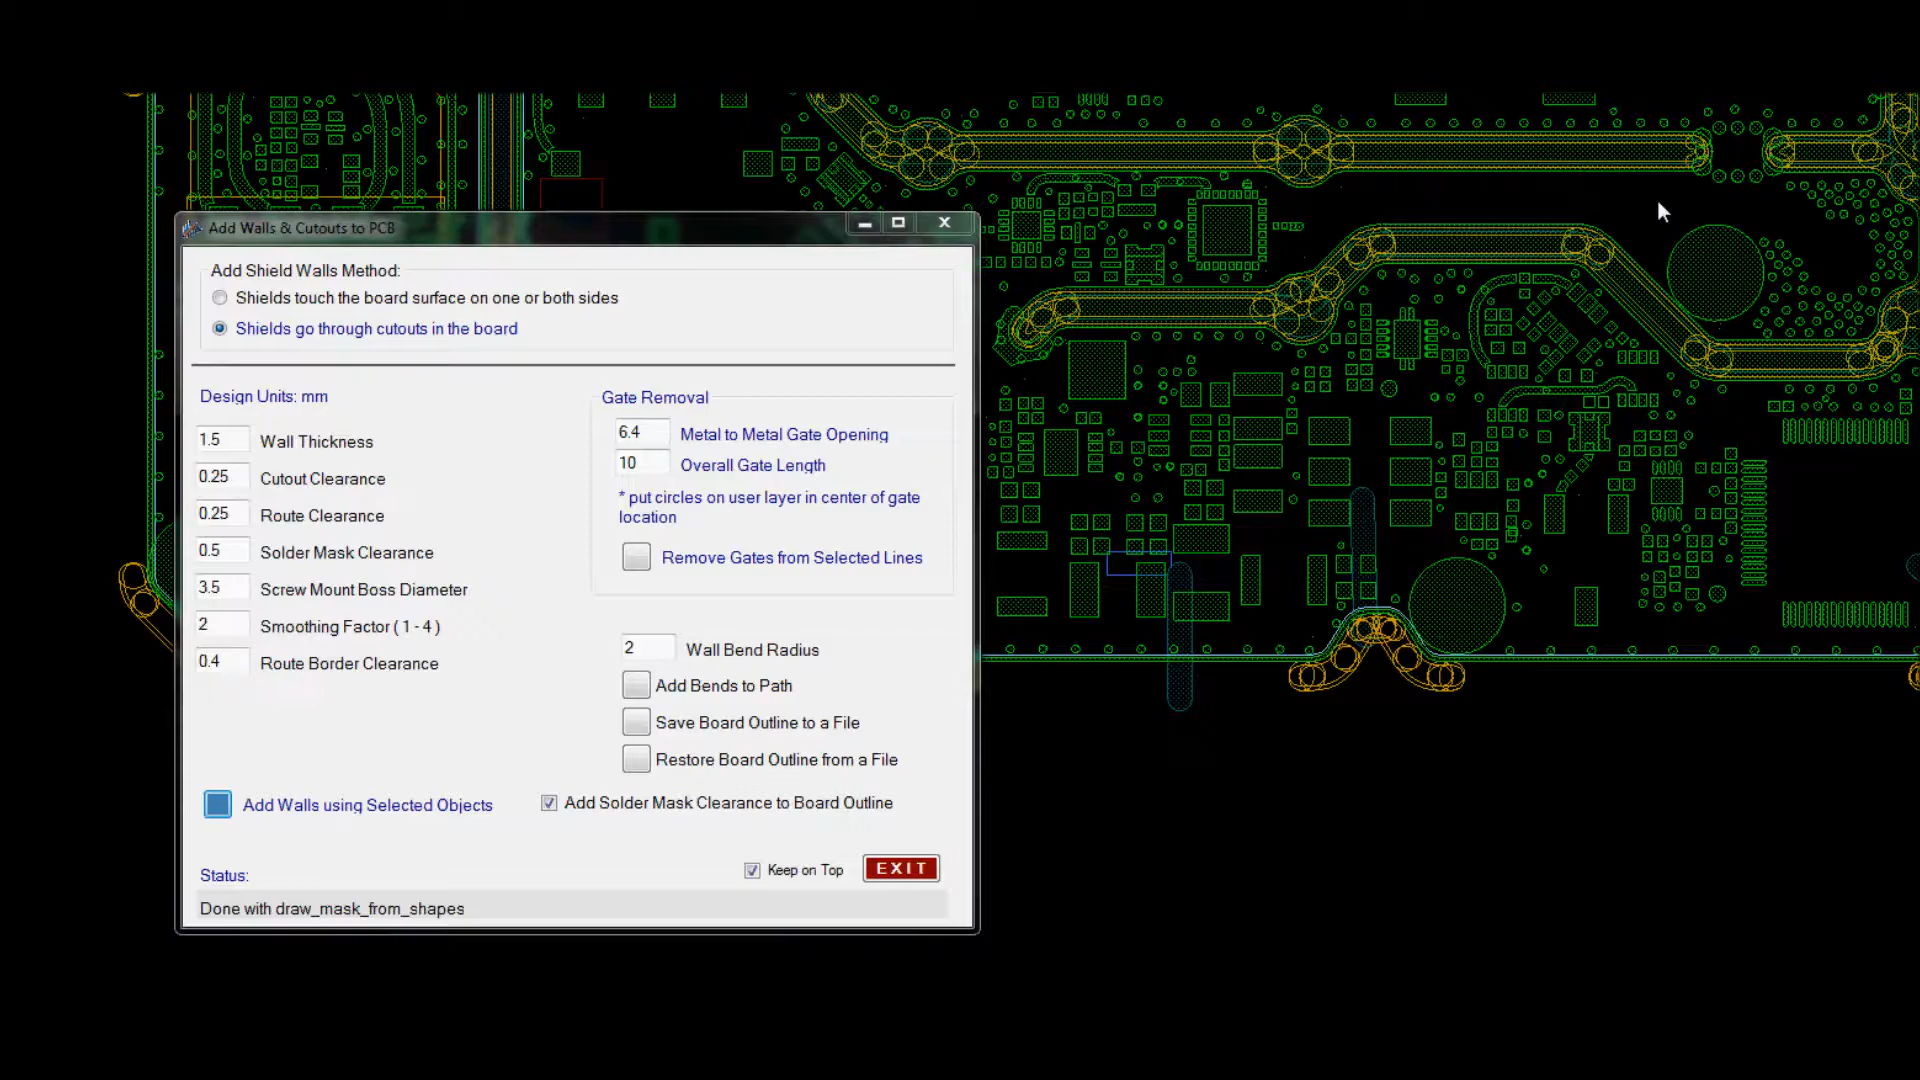 Add Walls & Cutouts to PCB
Add Shield Walls Method:
Shields touch the board surface on one or both sides
Shields go through cutouts in the board
Design Units: mm
1.5 Wall Thickness
0.25 Cutout Clearance
0.25 Route Clearance
0.5 Solder Mask Clearance
3.5 Screw Mount Boss Diameter
2 Smoothing Factor ( 1 - 4 )
0.4 Route Border Clearance
Gate Removal
6.4 Metal to Metal Gate Opening
10 Overall Gate Length
* put circles on user layer in center of gate
location
Remove Gates from Selected Lines
2 Wall Bend Radius
Add Bends to Path
Save Board Outline to a File
Restore Board Outline from a File
Add Walls using Selected Objects
Add Solder Mask Clearance to Board Outline
Keep on Top
EXIT
Status:
Done with draw_mask_from_shapes